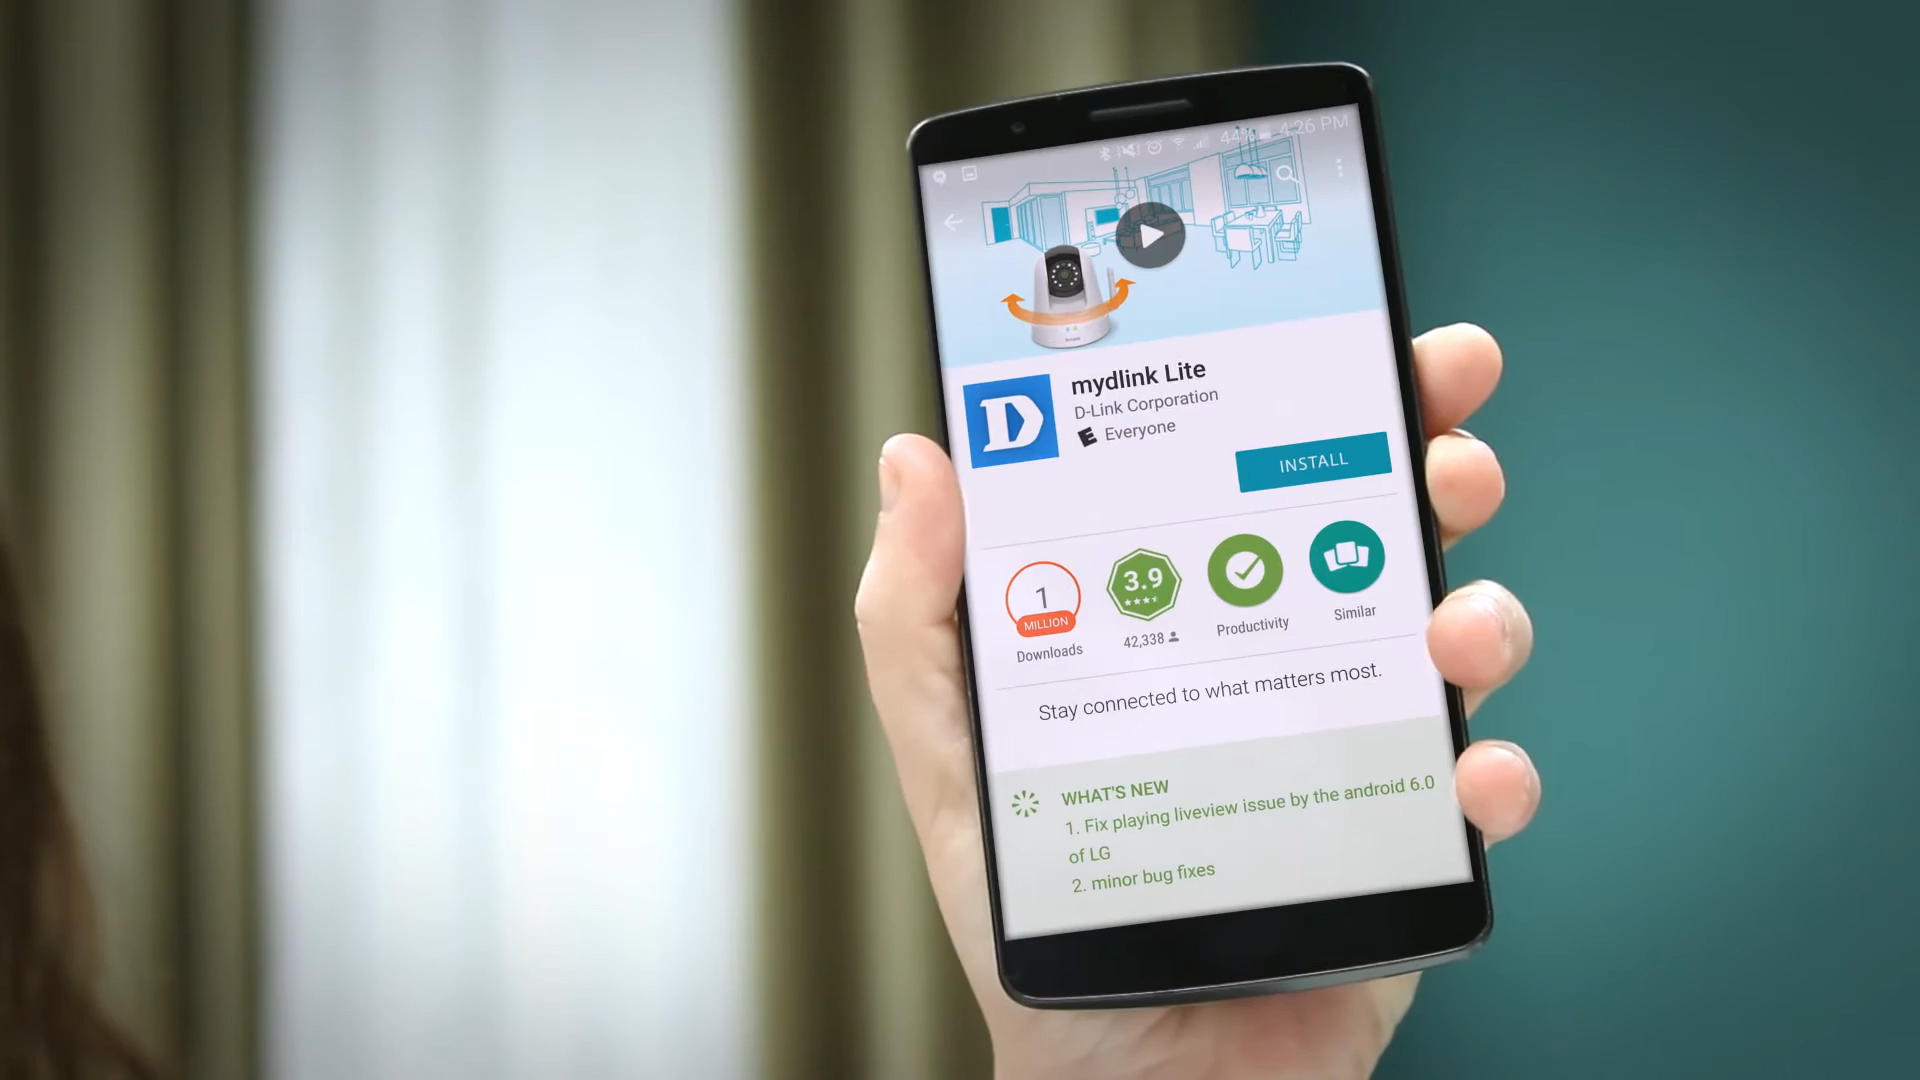 44% 4:26 PM
mydlink Lite
D-Link Corporation
E Everyone
INSTALL
1
MILLION
Downloads
3.9
42,338
Productivity
Similar
Stay connected to what matters most.
WHAT'S NEW
1. Fix playing liveview issue by the android 6.0
of LG
2. minor bug fixes